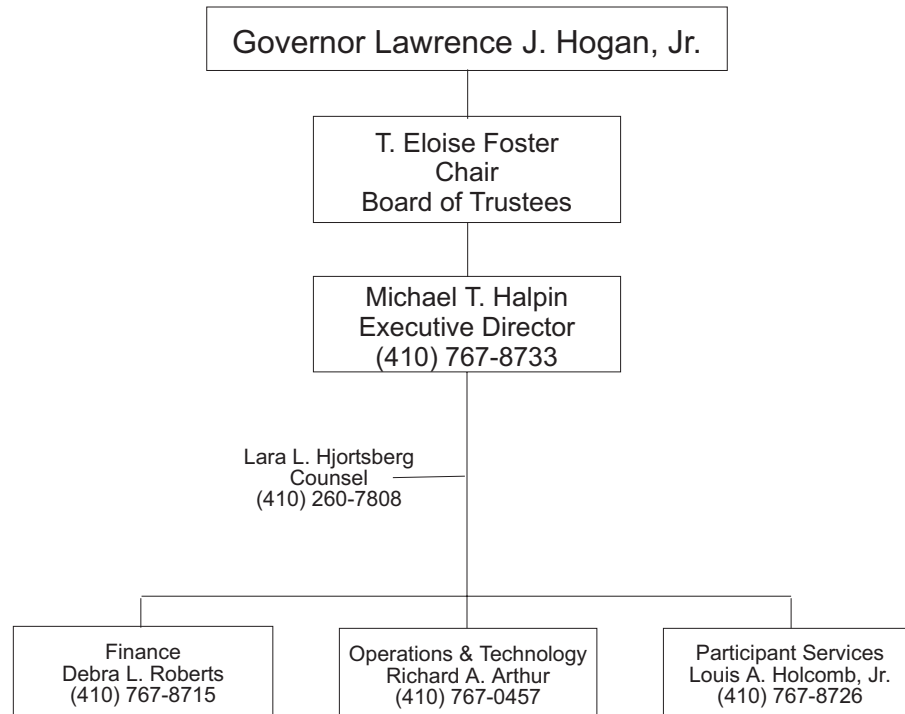 Governor Lawrence J. Hogan, Jr.
T. Eloise Foster
Chair
Board of Trustees
Michael T. Halpin
Executive Director
(410) 767-8733
Lara L. Hjortsberg
Counsel
(410) 260-7808
Finance
Debra L. Roberts
(410) 767-8715
Operations & Technology
Richard A. Arthur
(410) 767-0457
Participant Services
Louis A. Holcomb, Jr.
(410) 767-8726